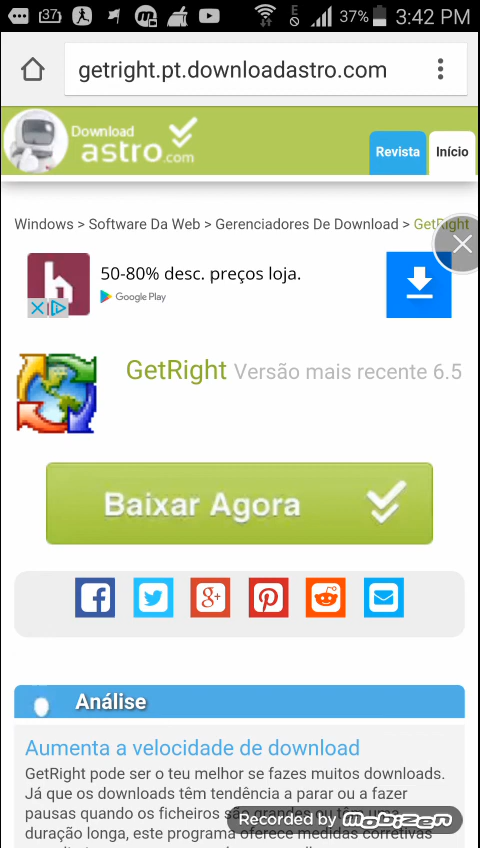 37
37%
3:42 PM
getright.pt.downloadastro.com
Download
astro.com
Revista
Início
Windows > Software Da Web > Gerenciadores De Download > GetRight
50-80% desc. preços loja.
Google Play
GetRight Versão mais recente 6.5
Baixar Agora
Análise
Aumenta a velocidade de download
GetRight pode ser o teu melhor se fazes muitos downloads.
Já que os downloads têm tendência a parar ou a fazer
pausas quando os ficheiros são grandes ou têm uma
duração longa, este programa oferece medidas corretivas
Recorded by mobizen